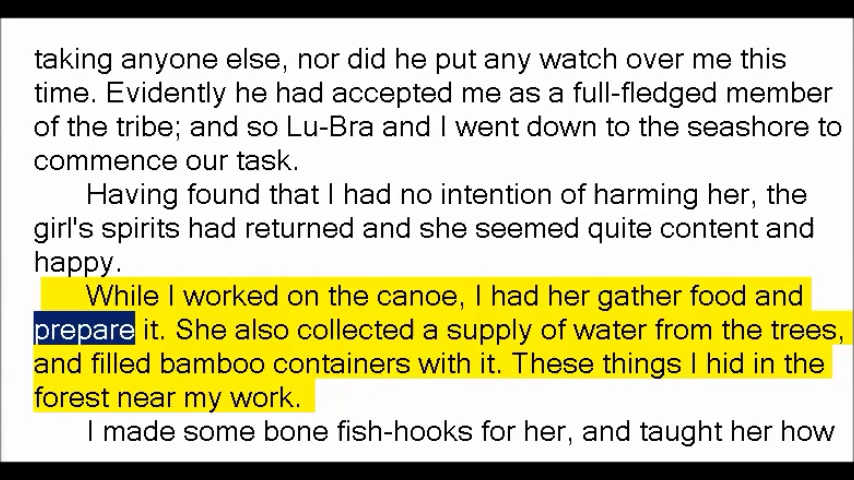 taking anyone else, nor did he put any watch over me this
time. Evidently he had accepted me as a full-fledged member
of the tribe; and so Lu-Bra and I went down to the seashore to
commence our task.
Having found that I had no intention of harming her, the
girl's spirits had returned and she seemed quite content and
happy.
While I worked on the canoe, I had her gather food and
prepare it. She also collected a supply of water from the trees,
and filled bamboo containers with it. These things I hid in the
forest near my work.
I made some bone fish-hooks for her, and taught her how